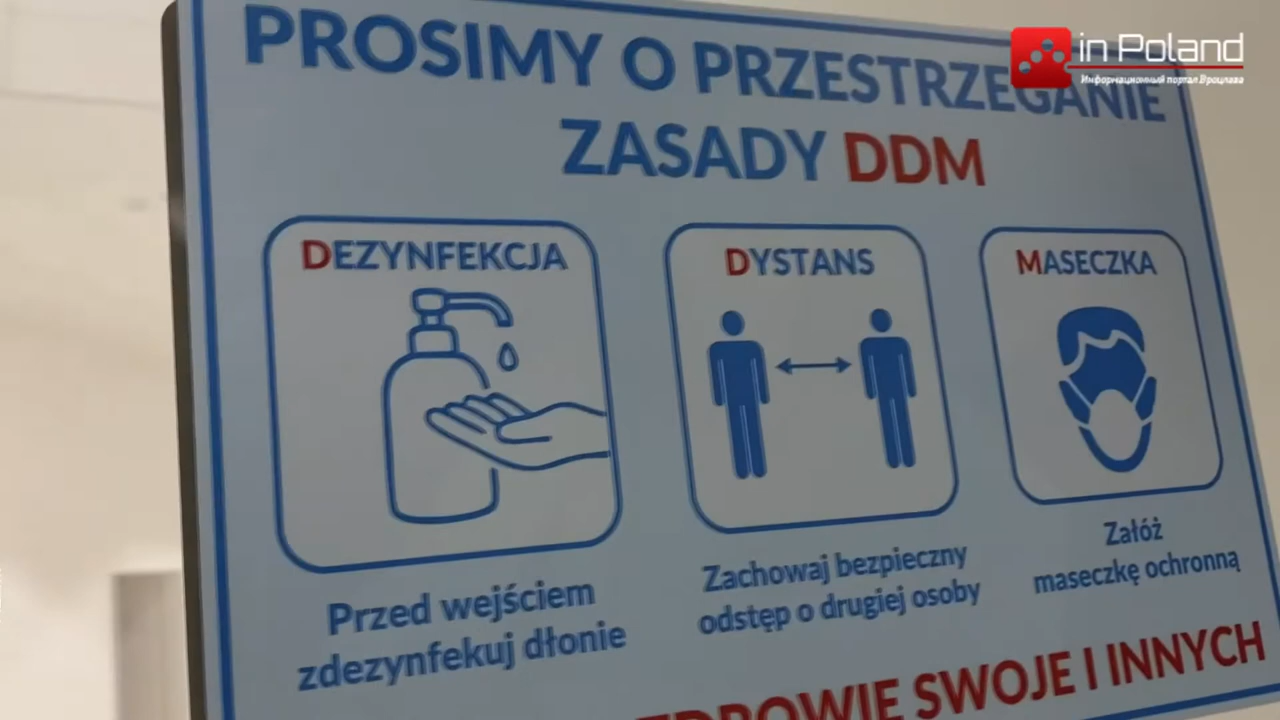 PROSIMY O PRZESTRZEGANIE
ZASADY DDM
DEZYNFEKCJA
DYSTANS
MASECZKA
Przed wejściem
zdezynfekuj dłonie
Zachowaj bezpieczny
odstęp o drugiej osoby
Załóż
maseczkę ochronną
ZDROWIE SWOJE I INNYCH
in Poland
Информационный портал Вроцлава